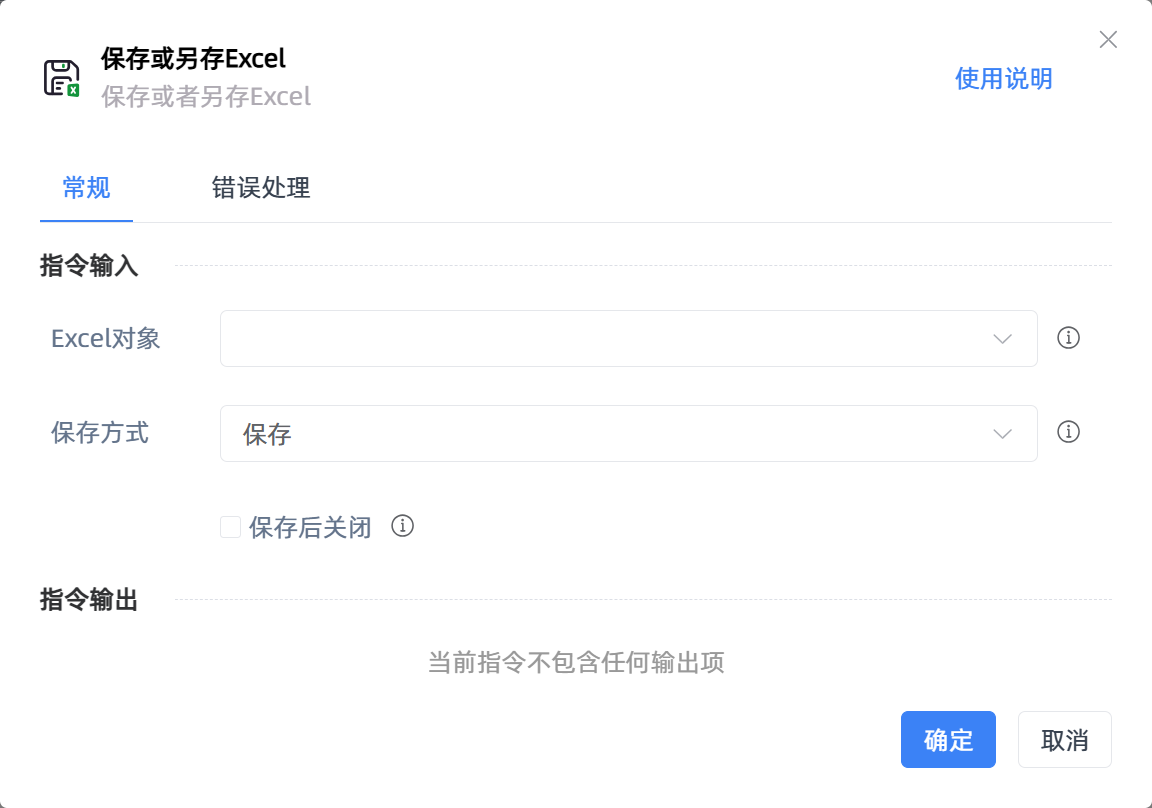 保存或另存Excel
保存或者另存Excel
使用说明
常规
错误处理
指令输入
Excel对象
保存方式
保存
保存后关闭
指令输出
当前指令不包含任何输出项
确定
取消